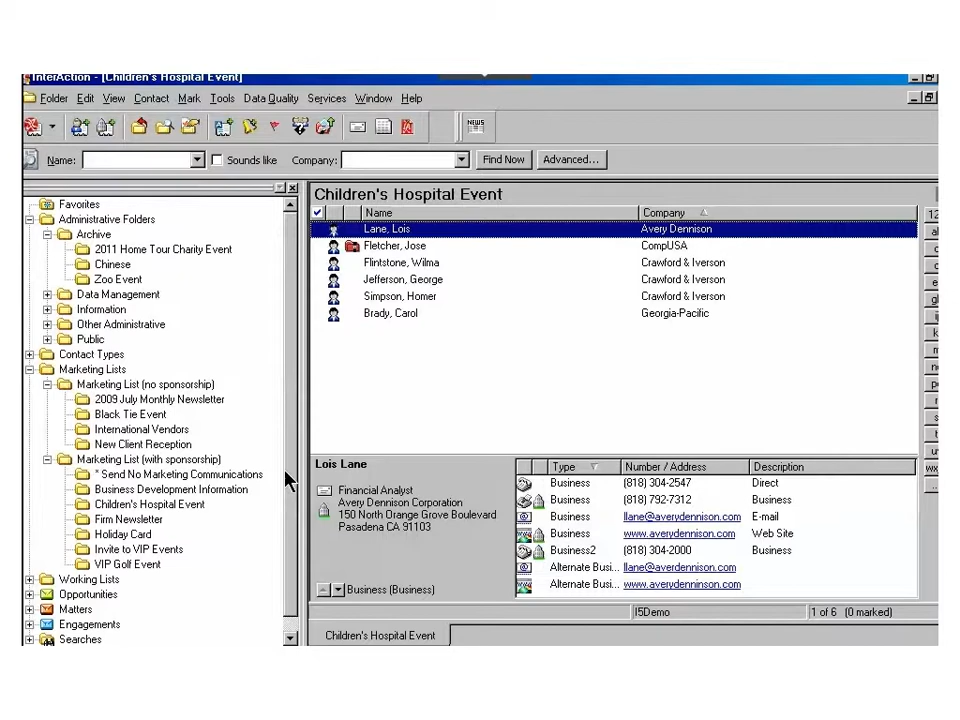 InterAction - [Children's Hospital Event]
Folder Edit View Contact Mark Tools Data Quality Services Window Help
NEWS
Name: Sounds like Company: Find Now Advanced...
Favorites
Administrative Folders
Archive
2011 Home Tour Charity Event
Chinese
Zoo Event
Data Management
Information
Other Administrative
Public
Contact Types
Marketing Lists
Marketing List (no sponsorship)
2009 July Monthly Newsletter
Black Tie Event
International Vendors
New Client Reception
Marketing List (with sponsorship)
* Send No Marketing Communications
Business Development Information
Children's Hospital Event
Firm Newsletter
Holiday Card
Invite to VIP Events
VIP Golf Event
Working Lists
Opportunities
Matters
Engagements
Searches
Children's Hospital Event
Name Company
Lane, Lois Avery Dennison
Fletcher, Jose CompUSA
Flintstone, Wilma Crawford & Iverson
Jefferson, George Crawford & Iverson
Simpson, Homer Crawford & Iverson
Brady, Carol Georgia-Pacific
Lois Lane
Financial Analyst
Avery Dennison Corporation
150 North Orange Grove Boulevard
Pasadena CA 91103
Business (Business)
Type Number / Address Description
Business (818) 304-2547 Direct
Business (818) 792-7312 Business
Business llane@averydennison.com E-mail
Business www.averydennison.com Web Site
Business2 (818) 304-2000 Business
Alternate Busi... llane@averdennison.com
Alternate Busi... www.averydenninson.com
I5Demo 1 of 6 (0 marked)
Children's Hospital Event